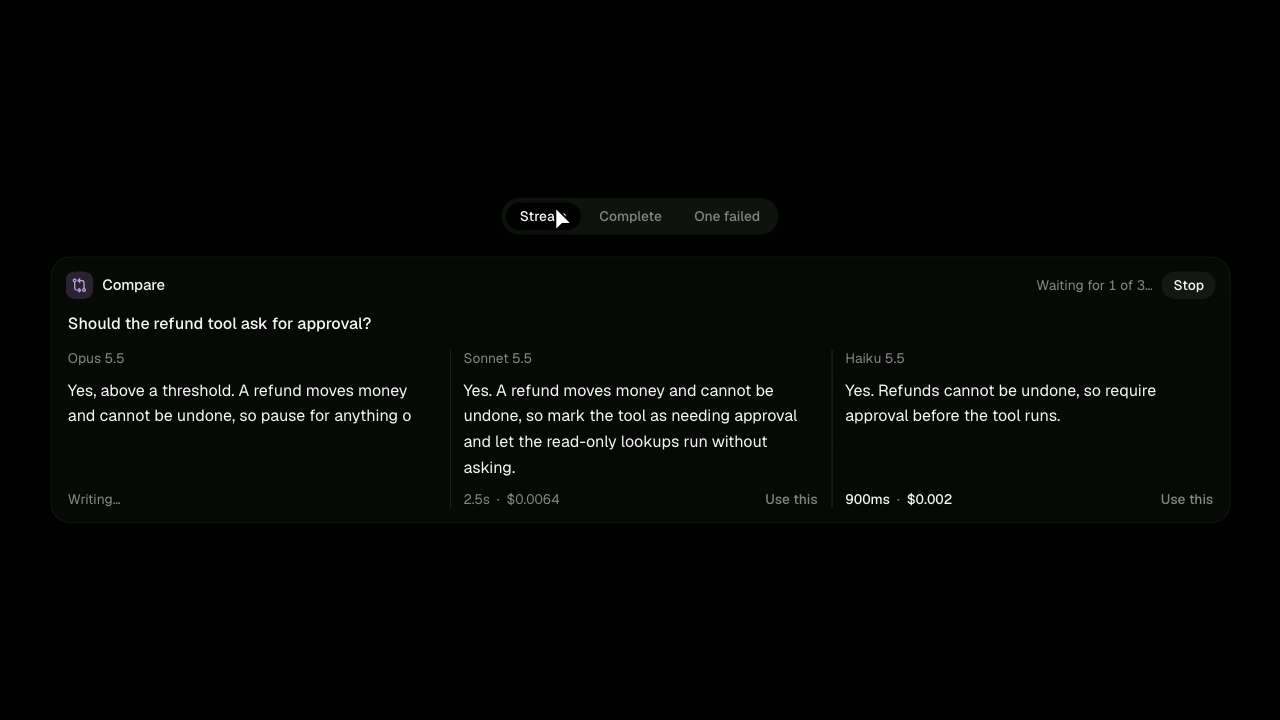 Complete
One failed
Compare
Waiting for 1 of 3…
Stop
Should the refund tool ask for approval?
Opus 5.5
Yes, above a threshold. A refund moves money
and cannot be undone, so pause for anything o
Writing…
Sonnet 5.5
Yes. A refund moves money and cannot be
undone, so mark the tool as needing approval
and let the read-only lookups run without
asking.
2.5s · $0.0064
Use this
Haiku 5.5
Yes. Refunds cannot be undone, so require
approval before the tool runs.
900ms · $0.002
Use this